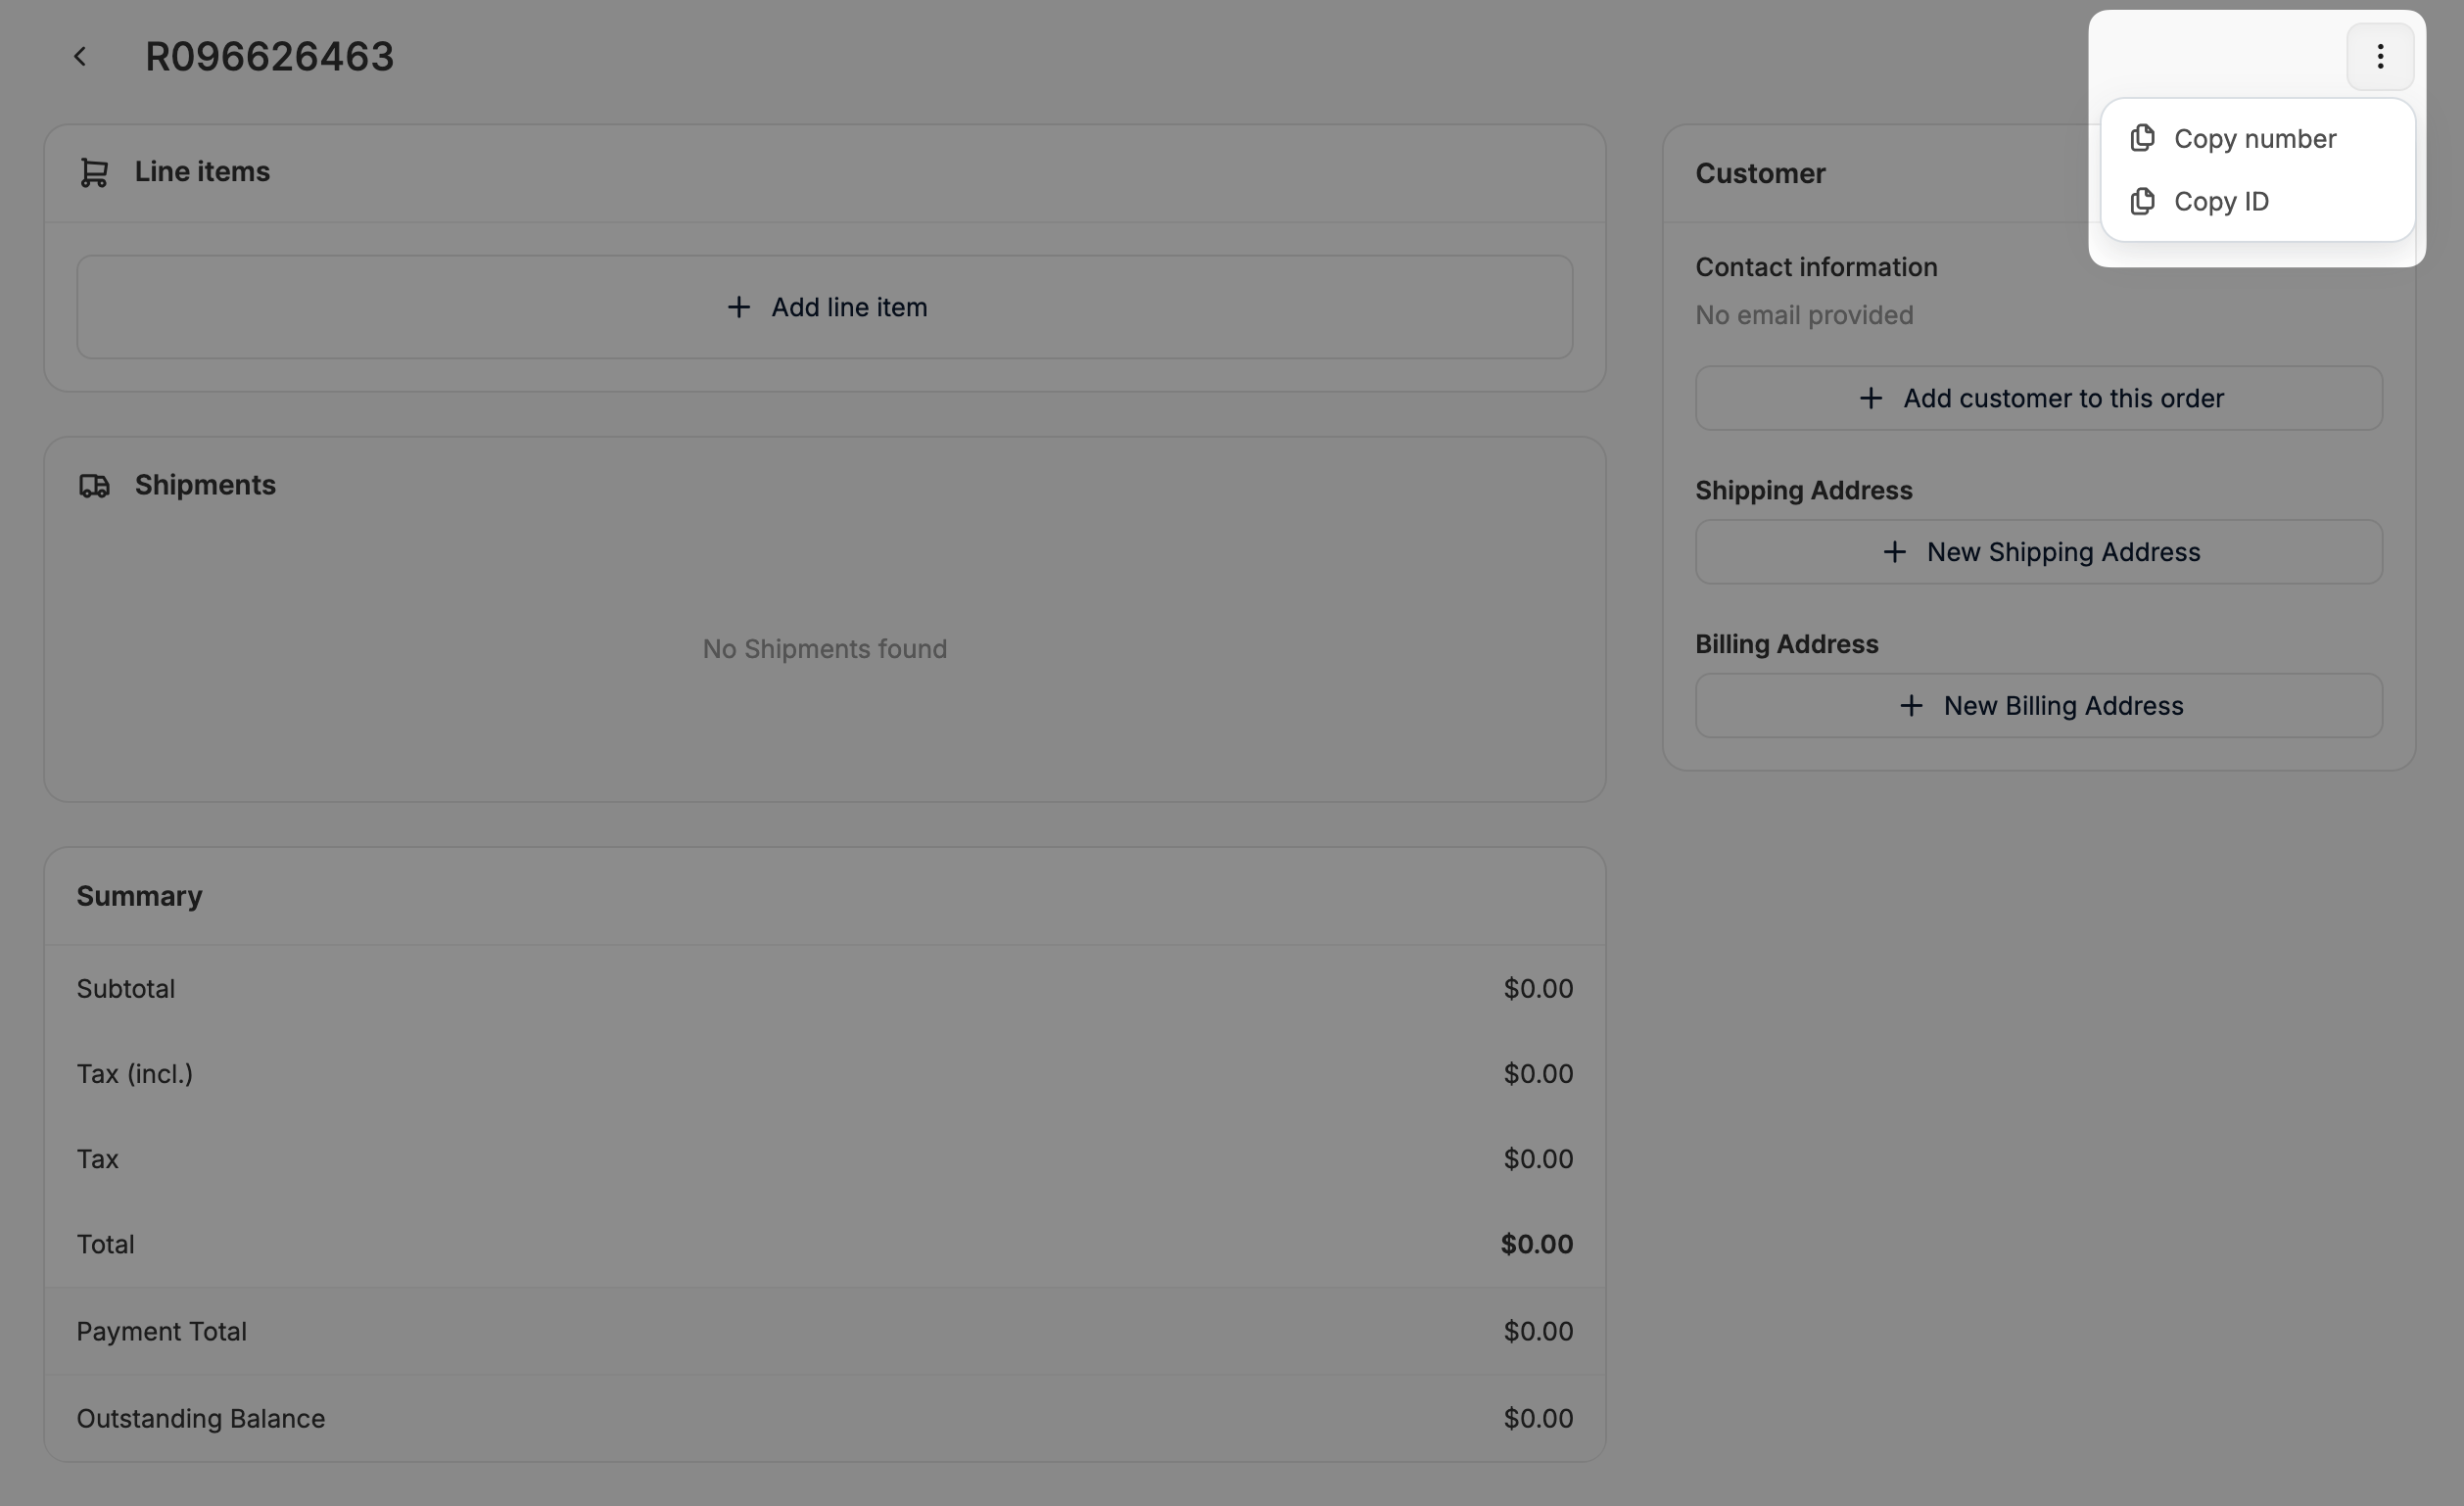 R096626463
Copy number
Copy ID
Line items
Add line item
Shipments
No Shipments found
Summary
Subtotal $0.00
Tax (incl.) $0.00
Tax $0.00
Total $0.00
Payment Total $0.00
Outstanding Balance $0.00
Customer
Contact information
No email provided
Add customer to this order
Shipping Address
New Shipping Address
Billing Address
New Billing Address